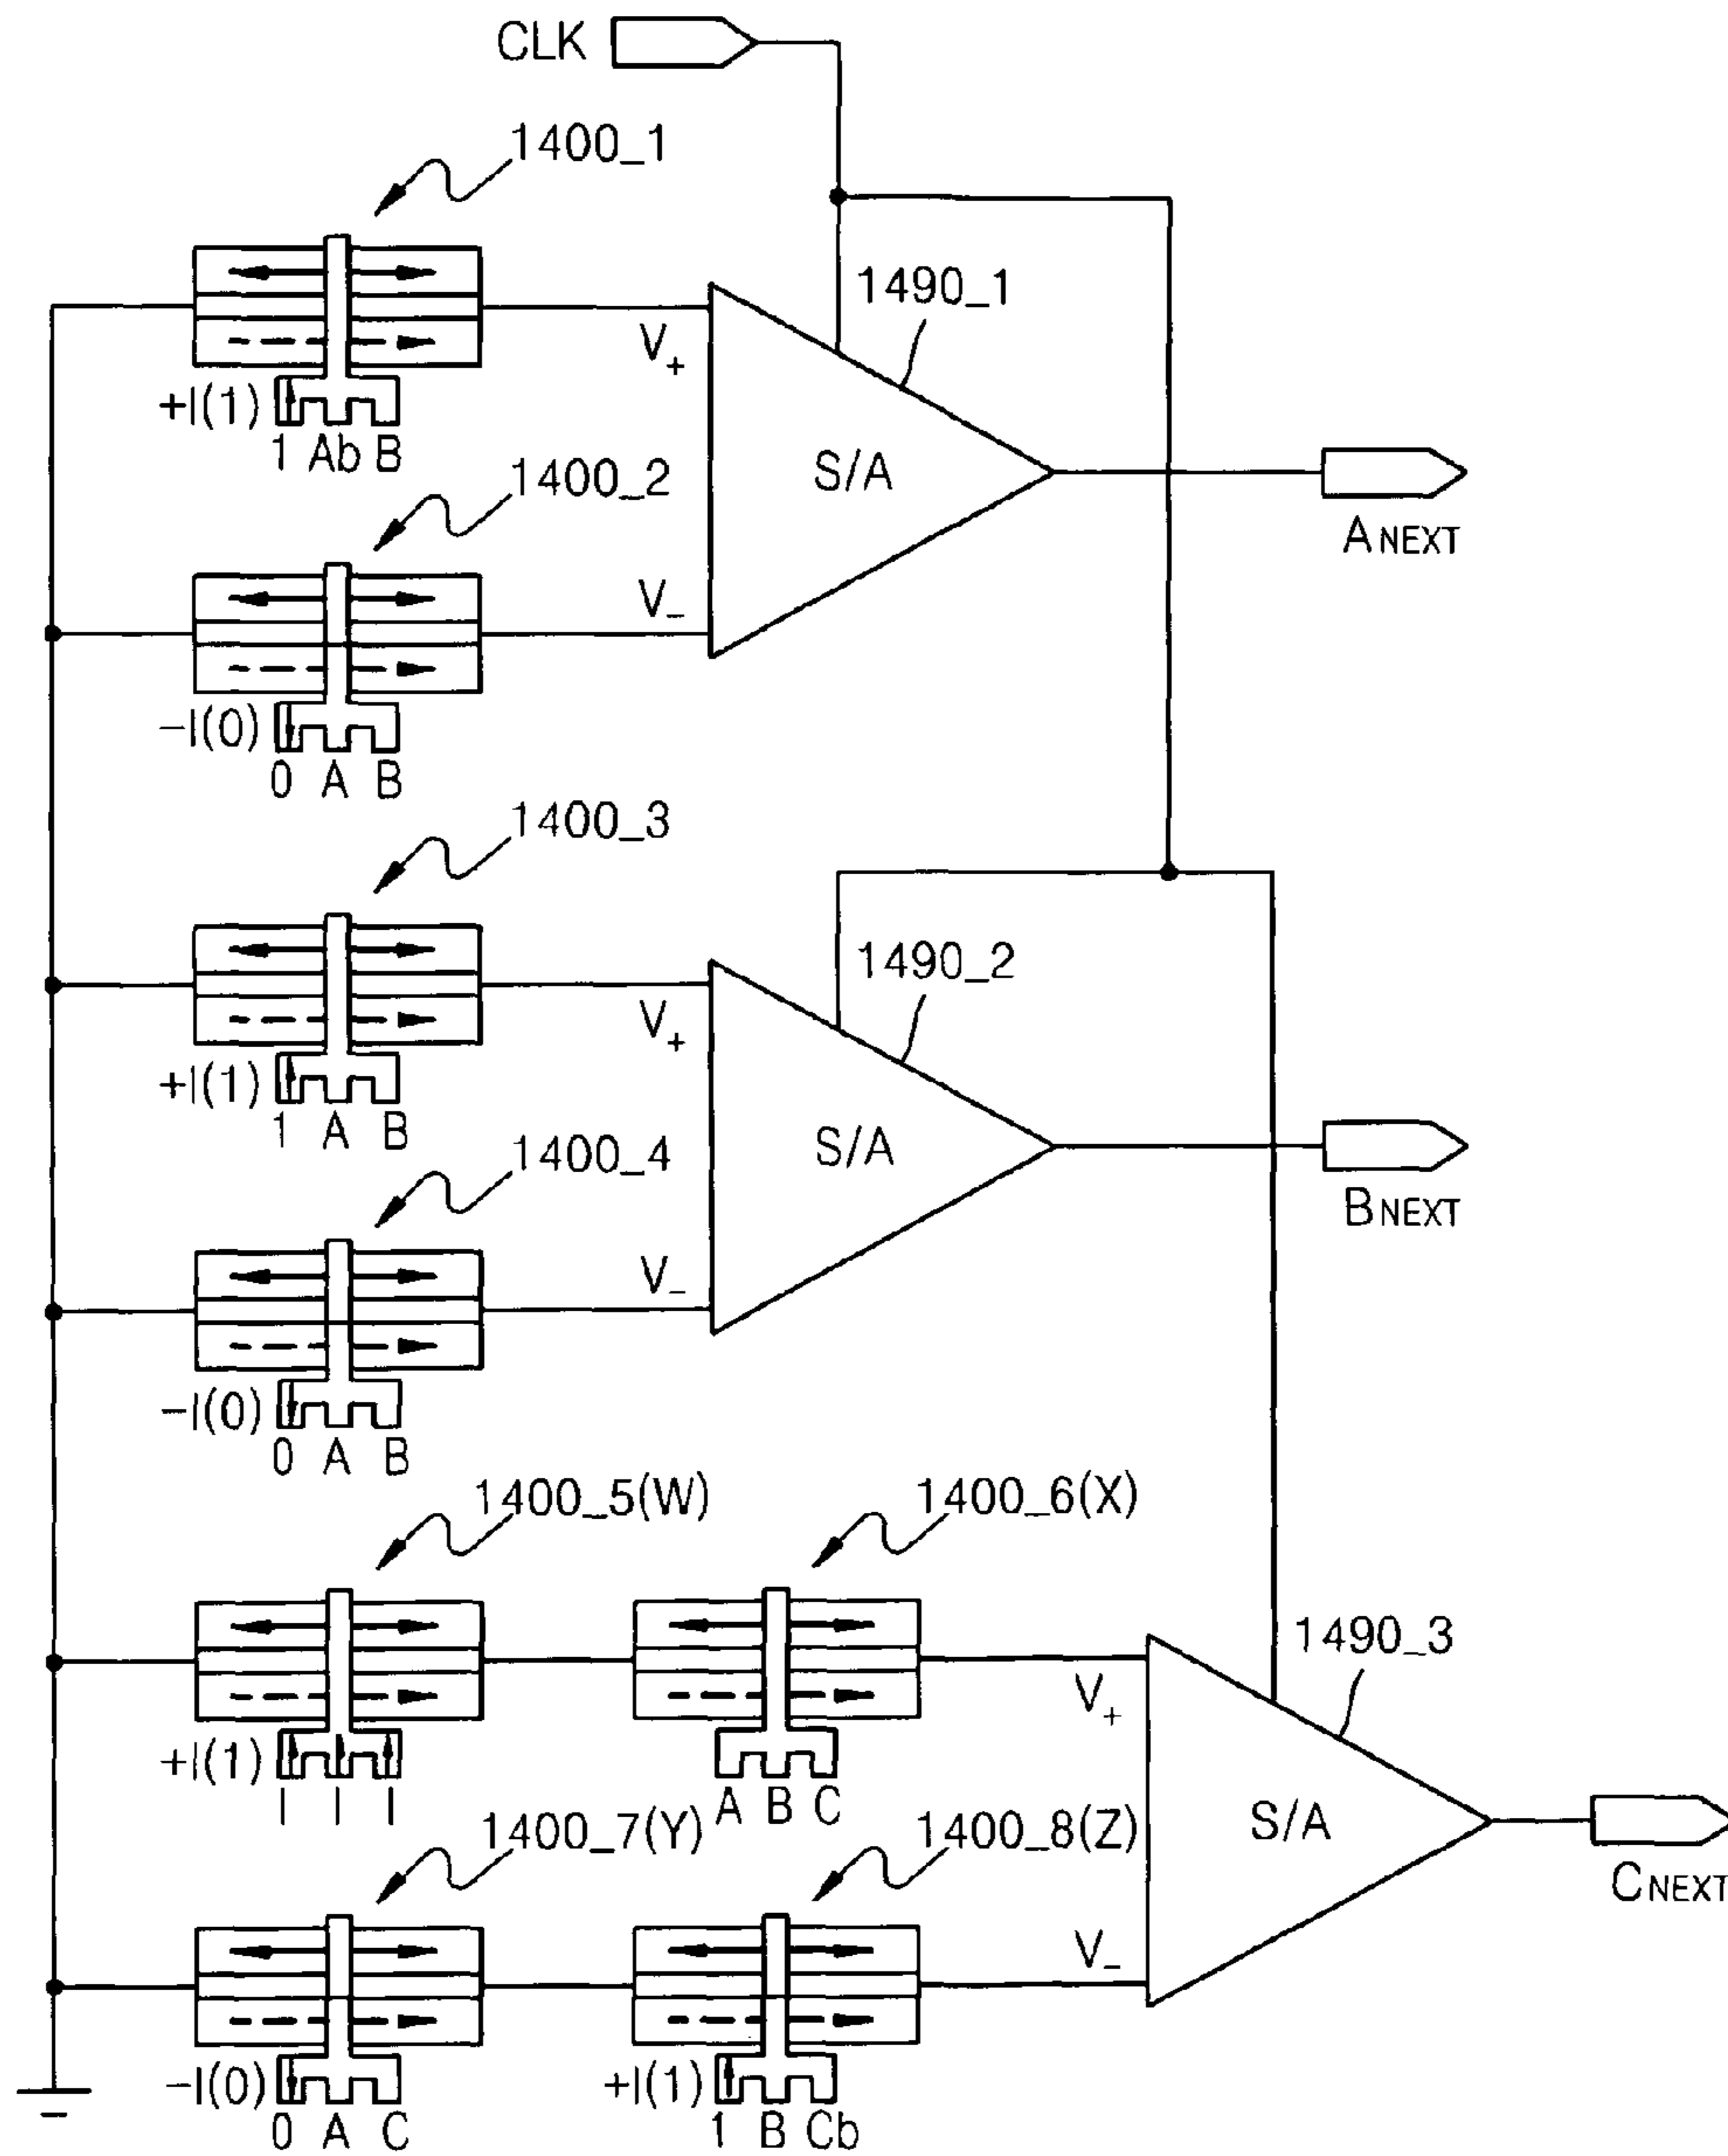 CLK
1400_1
1490_1
V+
+I(1)
1 Ab B
1400_2
S/A
ANEXT
V−
−I(0)
0 A B
1400_3
1490_2
V+
+I(1)
1 A B
1400_4
S/A
BNEXT
V−
−I(0)
0 A B
1400_5(W)
1400_6(X)
1490_3
V+
+I(1)
I I I
A B C
1400_7(Y)
1400_8(Z)
S/A
CNEXT
V−
−I(0)
0 A C
+I(1)
1 B Cb